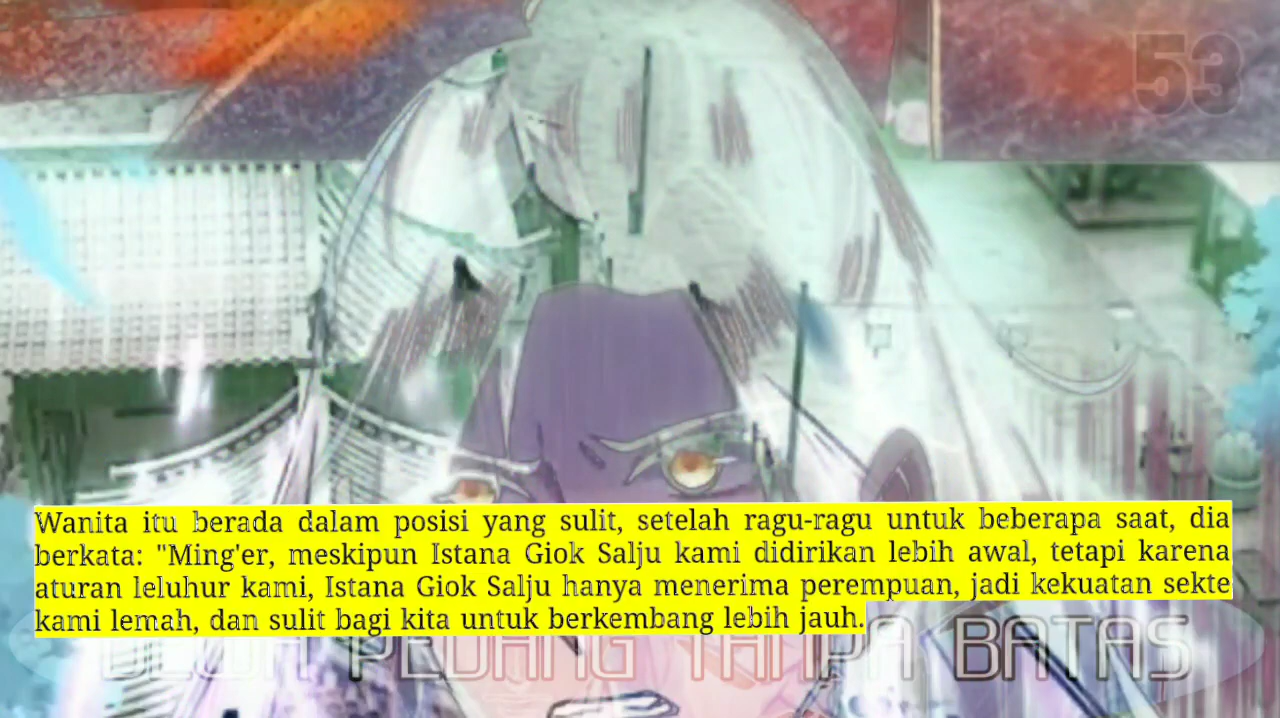 53
Wanita itu berada dalam posisi yang sulit, setelah ragu-ragu untuk beberapa saat, dia
berkata: "Ming'er, meskipun Istana Giok Salju kami didirikan lebih awal, tetapi karena
aturan leluhur kami, Istana Giok Salju hanya menerima perempuan, jadi kekuatan sekte
kami lemah, dan sulit bagi kita untuk berkembang lebih jauh.
DEWA PEDANG TANPA BATAS